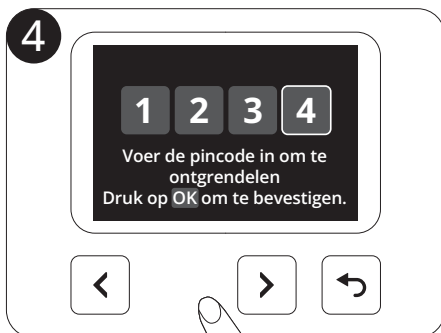 4
1 2 3 4
Voer de pincode in om te
ontgrendelen
Druk op OK om te bevestigen.